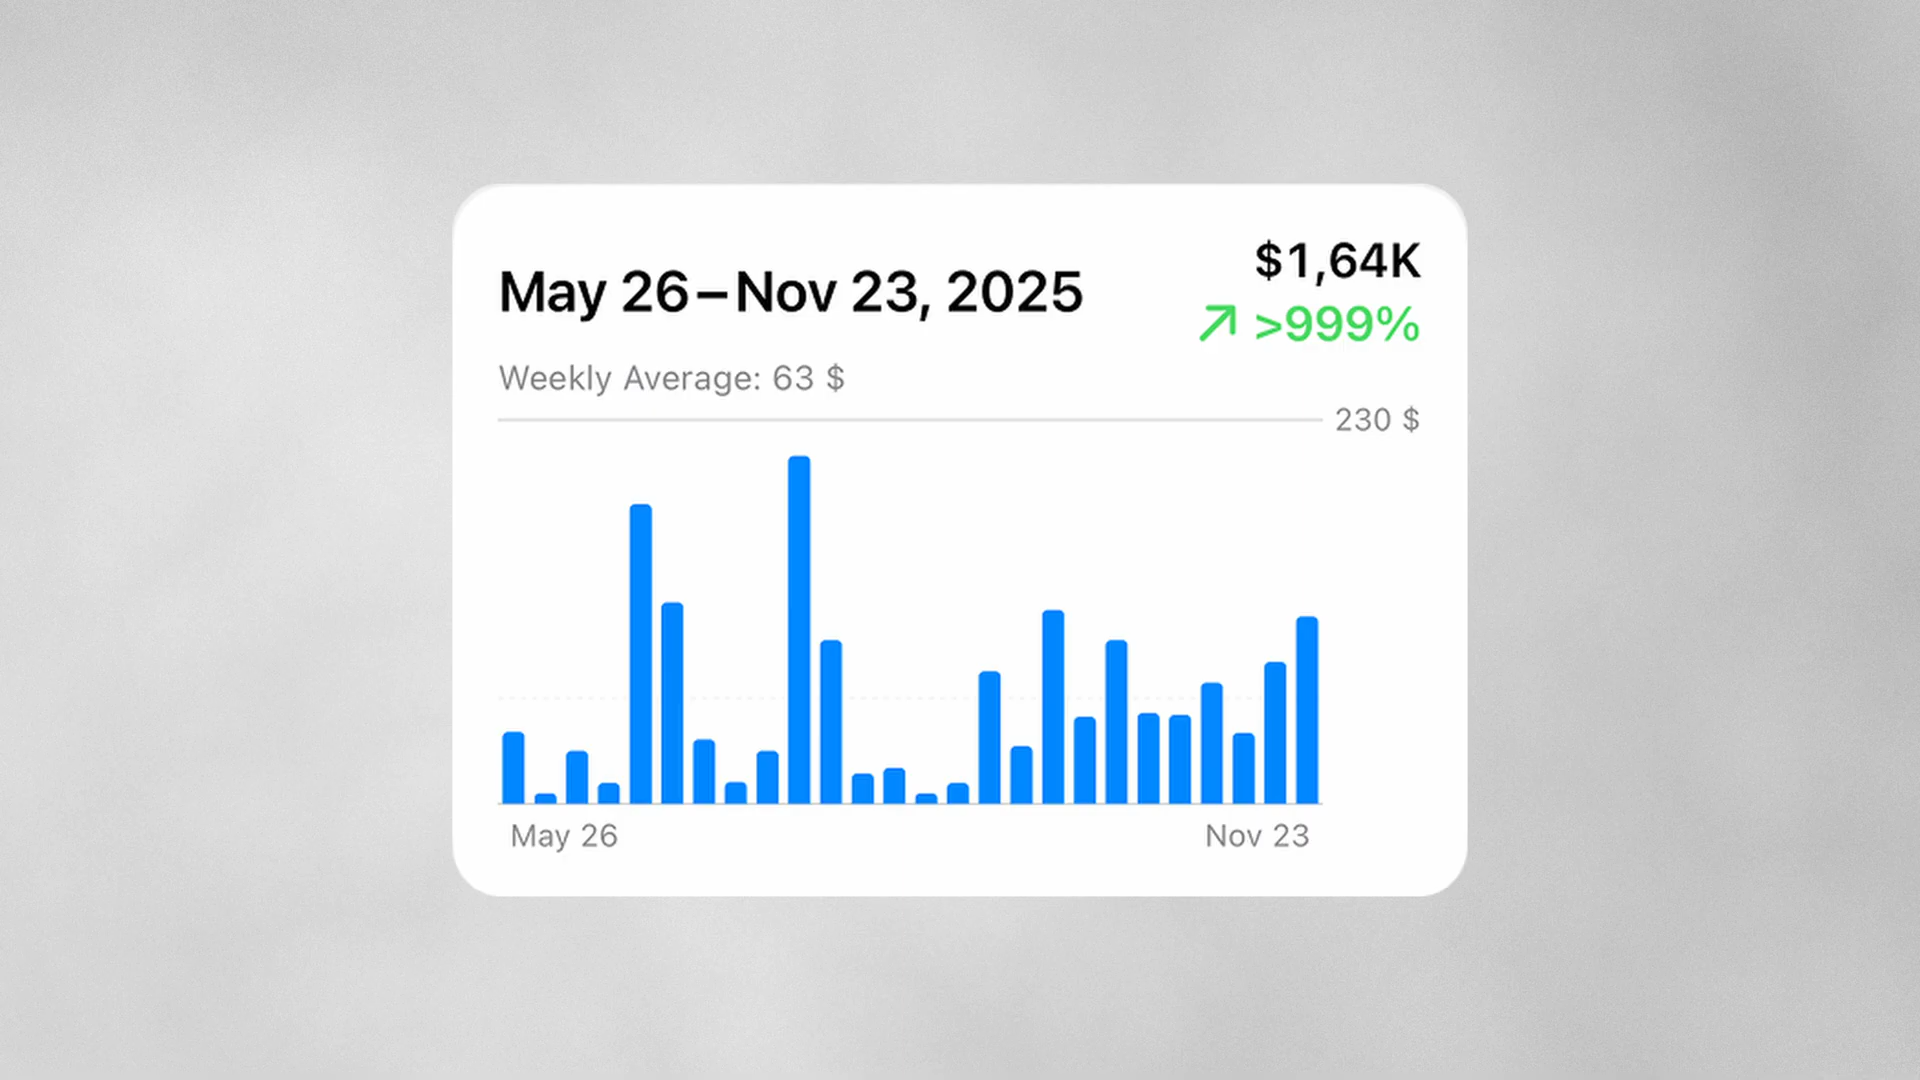 May 26–Nov 23, 2025
$1,64K
↗ >999%
Weekly Average: 63 $
230 $
May 26
Nov 23